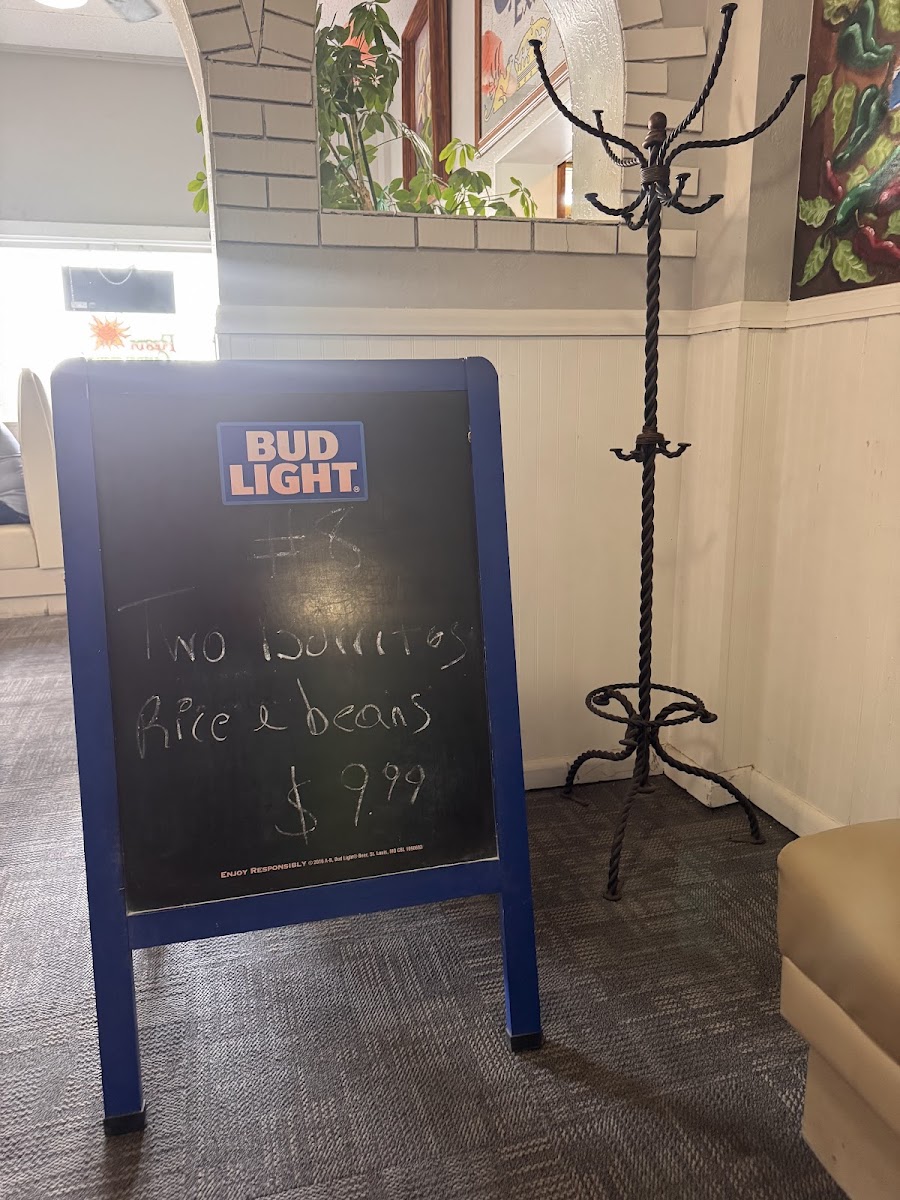 BUD
LIGHT
#8
Two burritos
Rice e beans
$ 9.99
ENJOY RESPONSIBLY